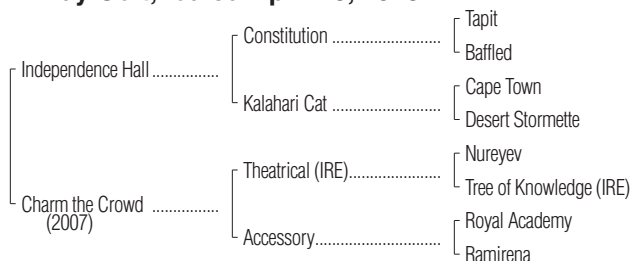 Tapit
Constitution ............................
Baffled
Independence Hall .................
Cape Town
Kalahari Cat ............................
Desert Stormette
Nureyev
Theatrical (IRE)........................
Tree of Knowledge (IRE)
Charm the Crowd .................
(2007)
Royal Academy
Accessory................................
Ramirena